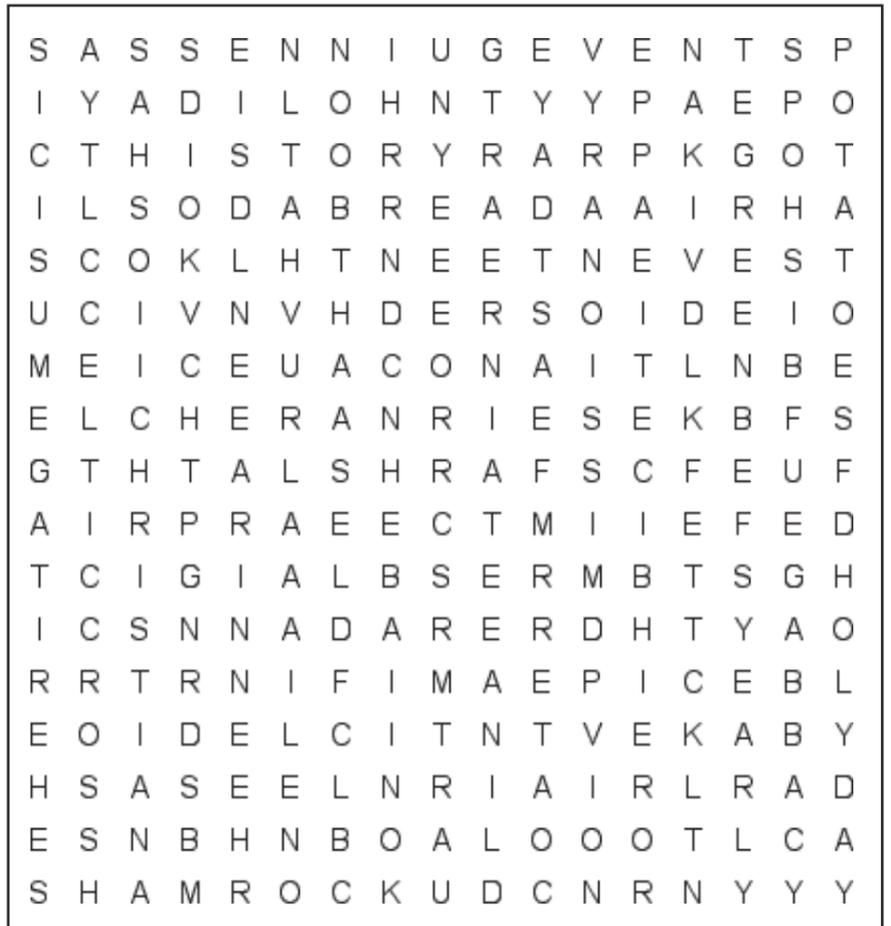 S A S S E N N I U G E V E N T S P
I Y A D I L O H N T Y Y P A E P O
C T H I S T O R Y R A R P K G O T
I L S O D A B R E A D A A I R H A
S C O K L H T N E E T N E V E S T
U C I V N V H D E R S O I D E I O
M E I C E U A C O N A I T L N B E
E L C H E R A N R I E S E K B F S
G T H T A L S H R A F S C F E U F
A I R P R A E E C T M I I E F E D
T C I G I A L B S E R M B T S G H
I C S N N A D A R E R D H T Y A O
R R T R N I F I M A E P I C E B L
E O I D E L C I T N T V E K A B Y
H S A S E E L N R I A I R L R A D
E S N B H N B O A L O O O T L C A
S H A M R O C K U D C N R N Y Y Y